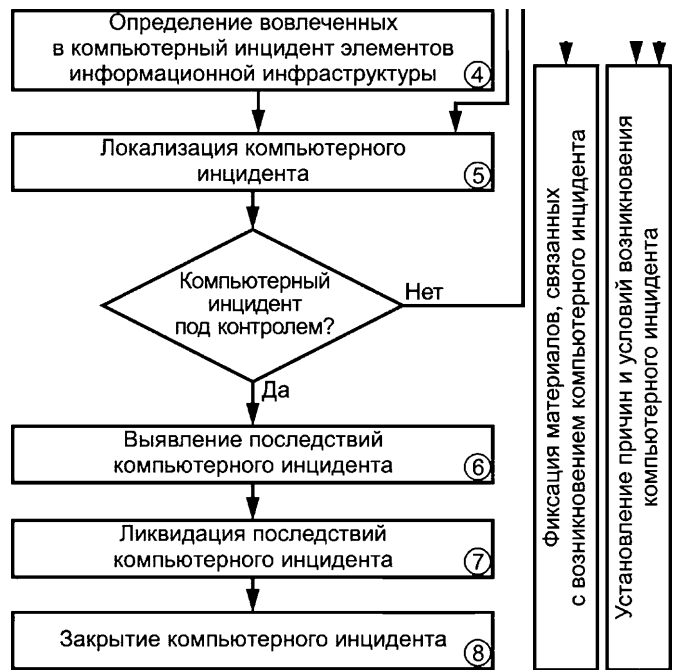 Определение вовлеченных
в компьютерный инцидент элементов
информационной инфраструктуры
4
Локализация компьютерного
инцидента
5
Компьютерный
инцидент
под контролем?
Нет
Да
Выявление последствий
компьютерного инцидента
6
Ликвидация последствий
компьютерного инцидента
7
Закрытие компьютерного инцидента
8
Фиксация материалов, связанных
с возникновением компьютерного инцидента
Установление причин и условий возникновения
компьютерного инцидента